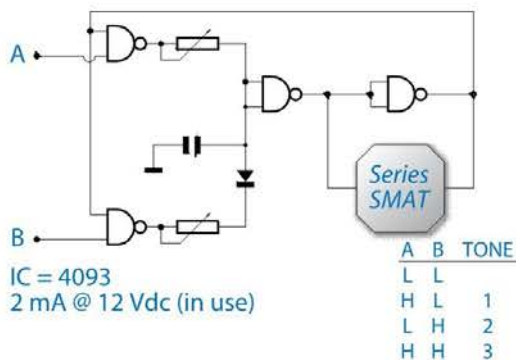 A
B
Series
SMAT
IC = 4093
2 mA @ 12 Vdc (in use)
A B TONE
L L
H L 1
L H 2
H H 3